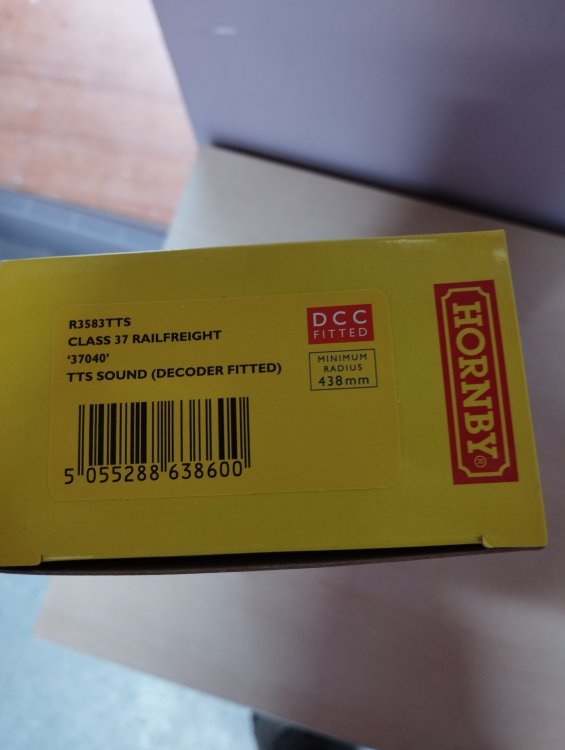 R3583TTS
CLASS 37 RAILFREIGHT
'37040'
TTS SOUND (DECODER FITTED)
5 055288 638600
DCC
FITTED
MINIMUM
RADIUS
438mm
HORNBY®